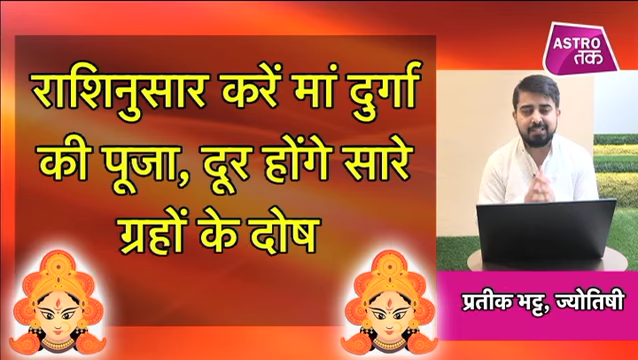 राशिनुसार करें मां दुर्गा
की पूजा, दूर होंगे सारे
ग्रहों के दोष
ASTRO
तक
प्रतीक भट्ट, ज्योतिषी